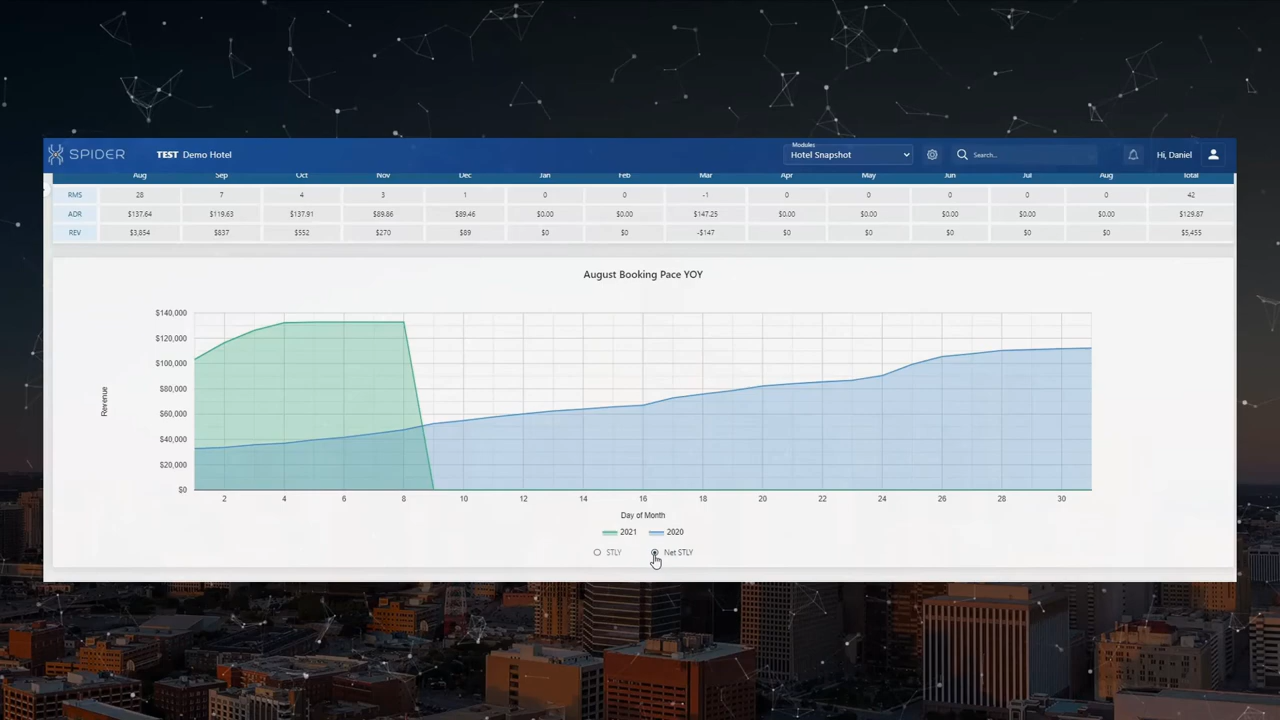 SPIDER TEST Demo Hotel Modules Hotel Snapshot Search... Hi, Daniel
Aug Sep Oct Nov Dec Jan Feb Mar Apr May Jun Jul Aug Total
RMS 28 7 4 3 1 0 0 -1 0 0 0 0 0 42
ADR $137.64 $119.63 $137.91 $89.86 $89.46 $0.00 $0.00 $147.25 $0.00 $0.00 $0.00 $0.00 $0.00 $129.87
REV $3,854 $837 $552 $270 $89 $0 $0 -$147 $0 $0 $0 $0 $0 $5,455
August Booking Pace YOY
$140,000
$120,000
$100,000
$80,000
$60,000
$40,000
$20,000
$0
Revenue
2 4 6 8 10 12 14 16 18 20 22 24 26 28 30
Day of Month
2021 2020
STLY Net STLY